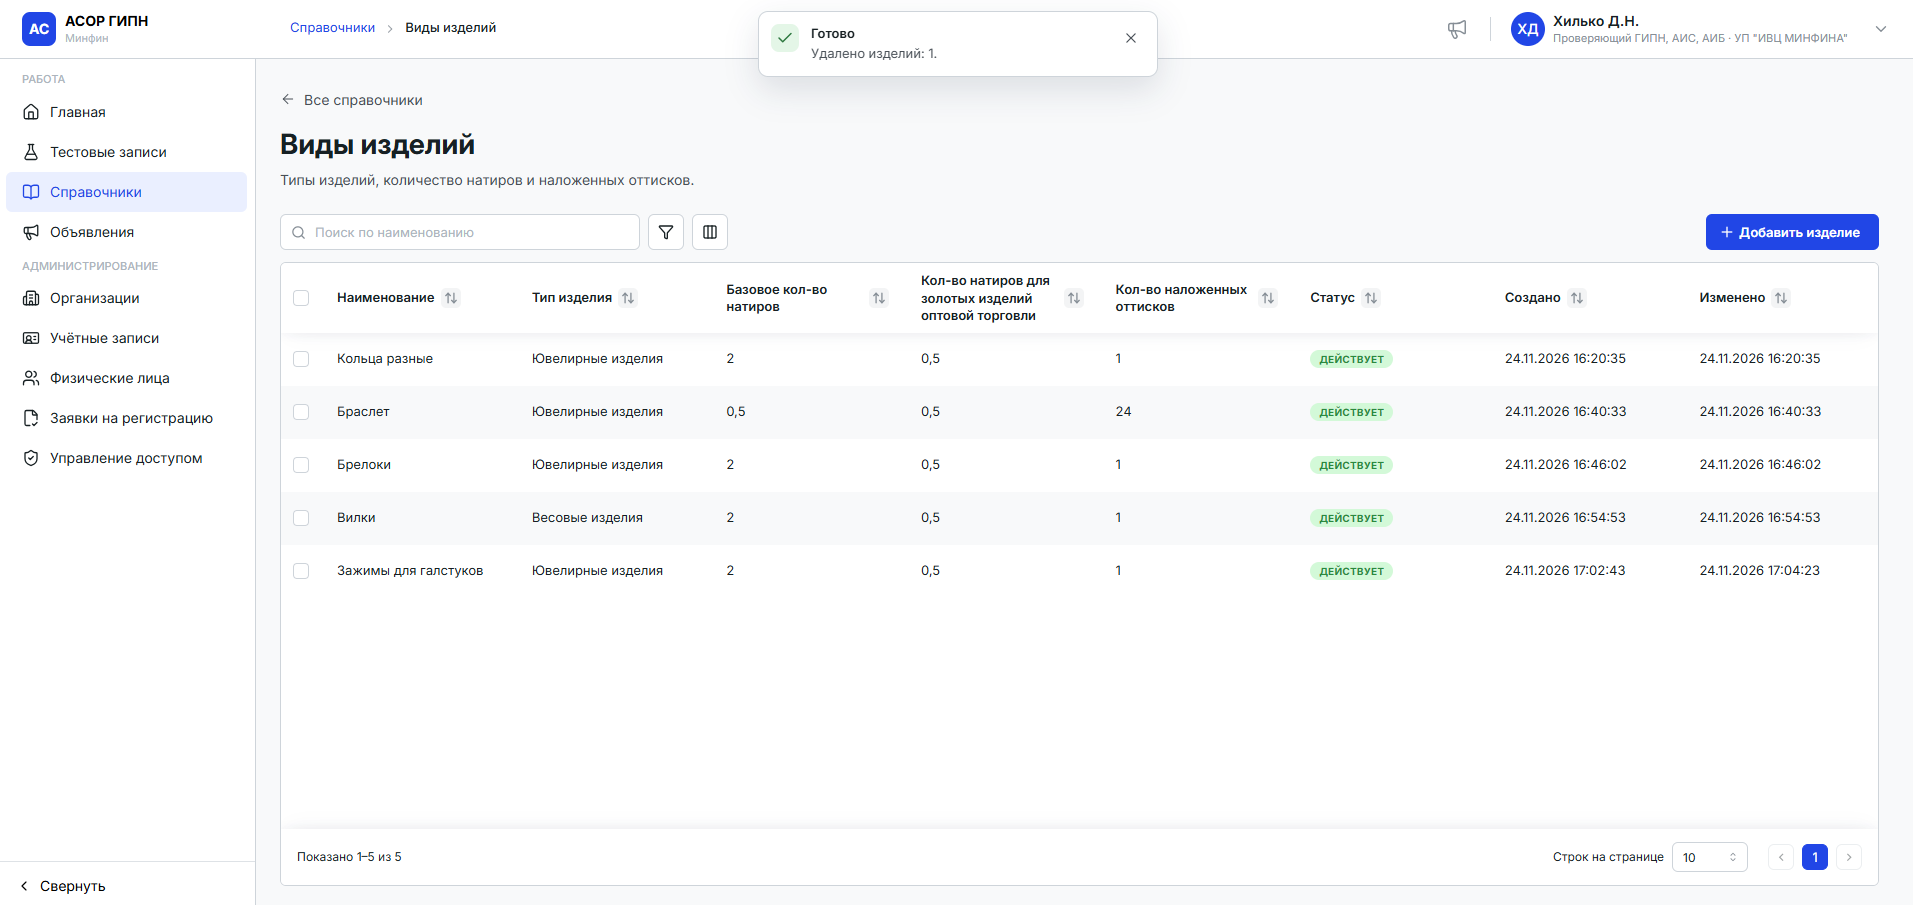 АС
АСОР ГИПН
Минфин
Справочники
Виды изделий
Готово
Удалено изделий: 1.
ХД
Хилько Д.Н.
Проверяющий ГИПН, АИС, АИБ · УП "ИВЦ МИНФИНА"
РАБОТА
Главная
Тестовые записи
Справочники
Объявления
АДМИНИСТРИРОВАНИЕ
Организации
Учётные записи
Физические лица
Заявки на регистрацию
Управление доступом
Свернуть
Все справочники
Виды изделий
Типы изделий, количество натиров и наложенных оттисков.
Поиск по наименованию
Добавить изделие
Наименование
Тип изделия
Базовое кол-во
натиров
Кол-во натиров для
золотых изделий
оптовой торговли
Кол-во наложенных
оттисков
Статус
Создано
Изменено
Кольца разные Ювелирные изделия 2 0,5 1 ДЕЙСТВУЕТ 24.11.2026 16:20:35 24.11.2026 16:20:35
Браслет Ювелирные изделия 0,5 0,5 24 ДЕЙСТВУЕТ 24.11.2026 16:40:33 24.11.2026 16:40:33
Брелоки Ювелирные изделия 2 0,5 1 ДЕЙСТВУЕТ 24.11.2026 16:46:02 24.11.2026 16:46:02
Вилки Весовые изделия 2 0,5 1 ДЕЙСТВУЕТ 24.11.2026 16:54:53 24.11.2026 16:54:53
Зажимы для галстуков Ювелирные изделия 2 0,5 1 ДЕЙСТВУЕТ 24.11.2026 17:02:43 24.11.2026 17:04:23
Показано 1–5 из 5
Строк на странице 10 1